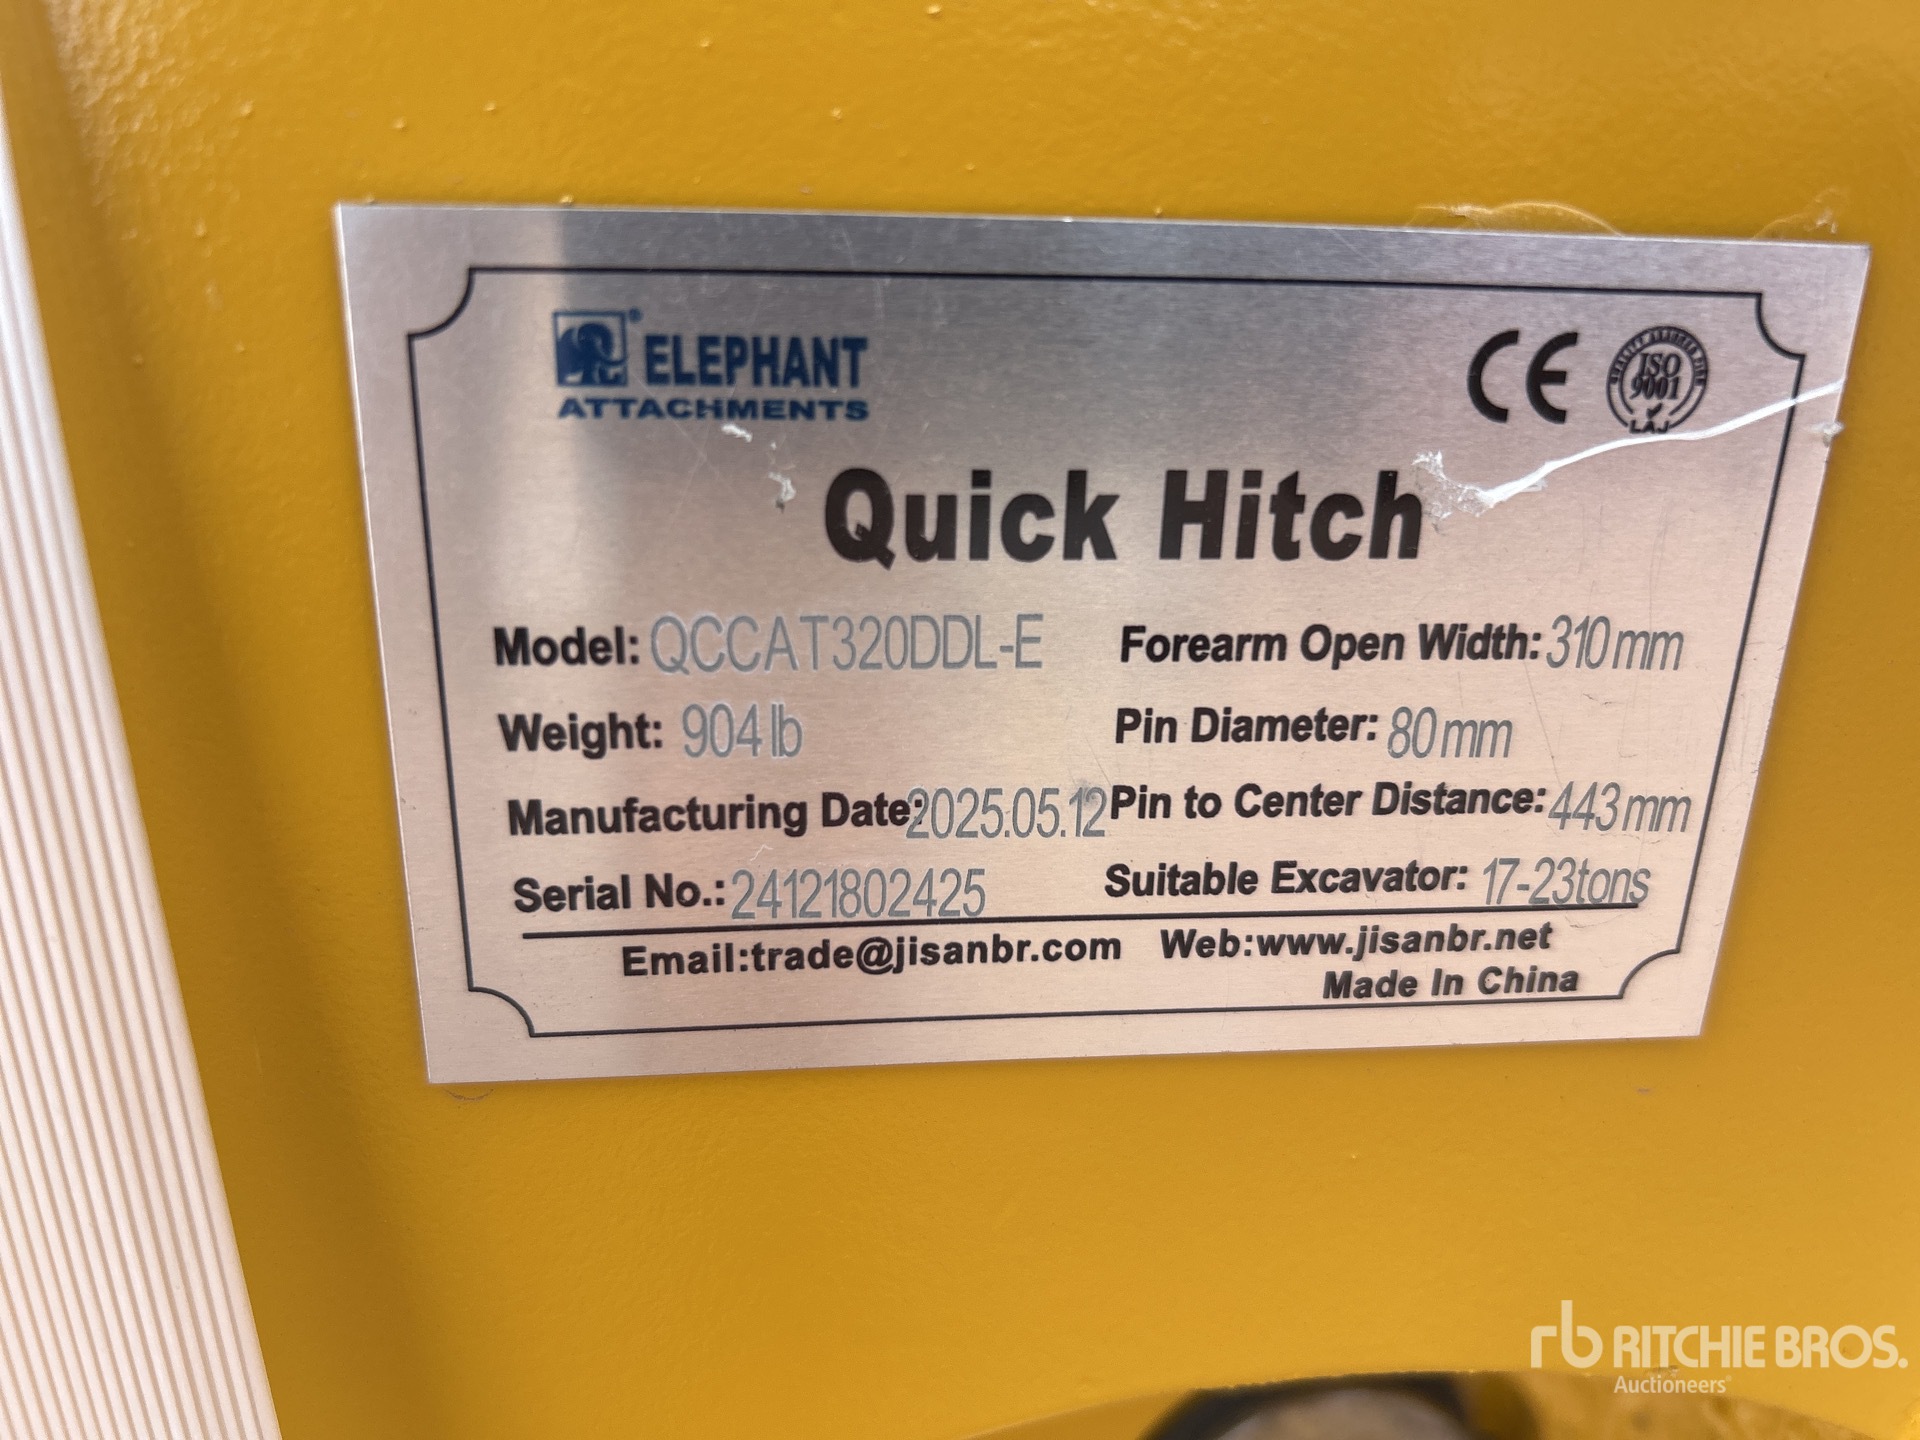 ® ELEPHANT
ATTACHMENTS
CE
ISO
9001
LAJ
Quick Hitch
Model: QCCAT320DDL-E
Forearm Open Width: 310mm
Weight: 904lb
Pin Diameter: 80mm
Manufacturing Date: 2025.05.12
Pin to Center Distance: 443mm
Serial No.: 24121802425
Suitable Excavator: 17-23tons
Email:trade@jisanbr.com Web:www.jisanbr.net
Made In China
rb RITCHIE BROS.
Auctioneers